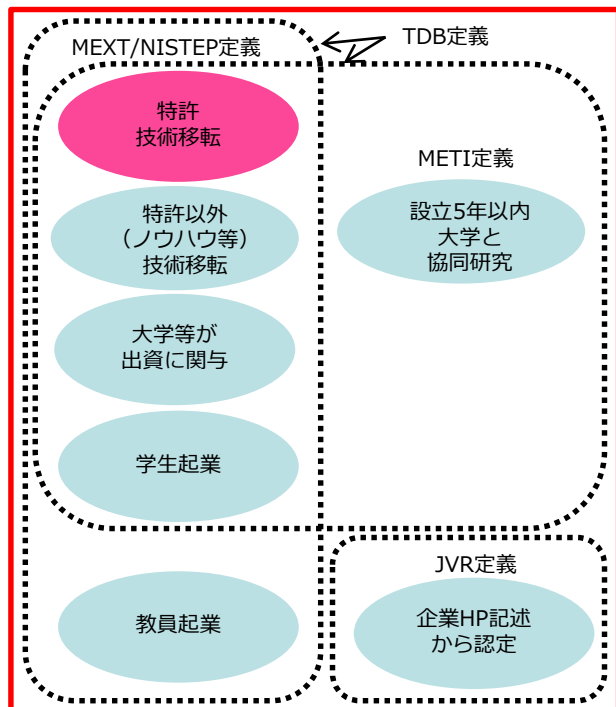 MEXT/NISTEP定義
TDB定義
特許
技術移転
METI定義
特許以外
（ノウハウ等）
技術移転
設立5年以内
大学と
協同研究
大学等が
出資に関与
学生起業
JVR定義
教員起業
企業HP記述
から認定